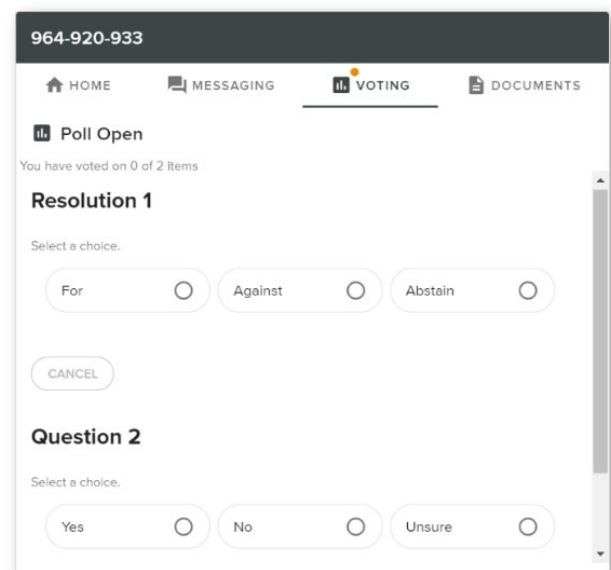 964-920-933
HOME MESSAGING VOTING DOCUMENTS
Poll Open
You have voted on 0 of 2 items
Resolution 1
Select a choice.
For Against Abstain
CANCEL
Question 2
Select a choice.
Yes No Unsure